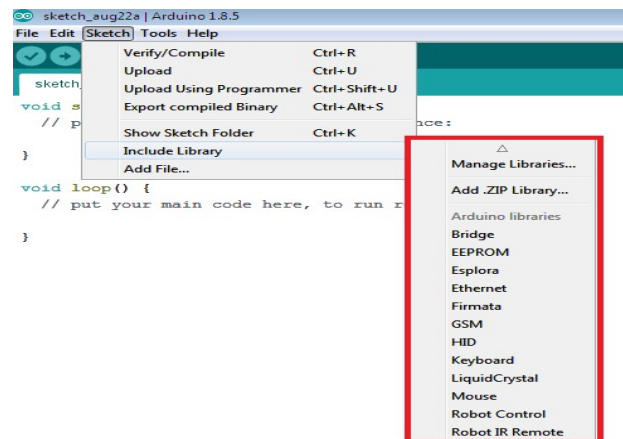 sketch_aug22a | Arduino 1.8.5
File Edit Sketch Tools Help
Verify/Compile Ctrl+R
Upload Ctrl+U
Upload Using Programmer Ctrl+Shift+U
Export compiled Binary Ctrl+Alt+S
Show Sketch Folder Ctrl+K
Include Library
Add File...
Manage Libraries...
Add .ZIP Library...
Arduino libraries
Bridge
EEPROM
Esplora
Ethernet
Firmata
GSM
HID
Keyboard
LiquidCrystal
Mouse
Robot Control
Robot IR Remote
sketch
void s
// p nce:
}
void loop() {
// put your main code here, to run r
}